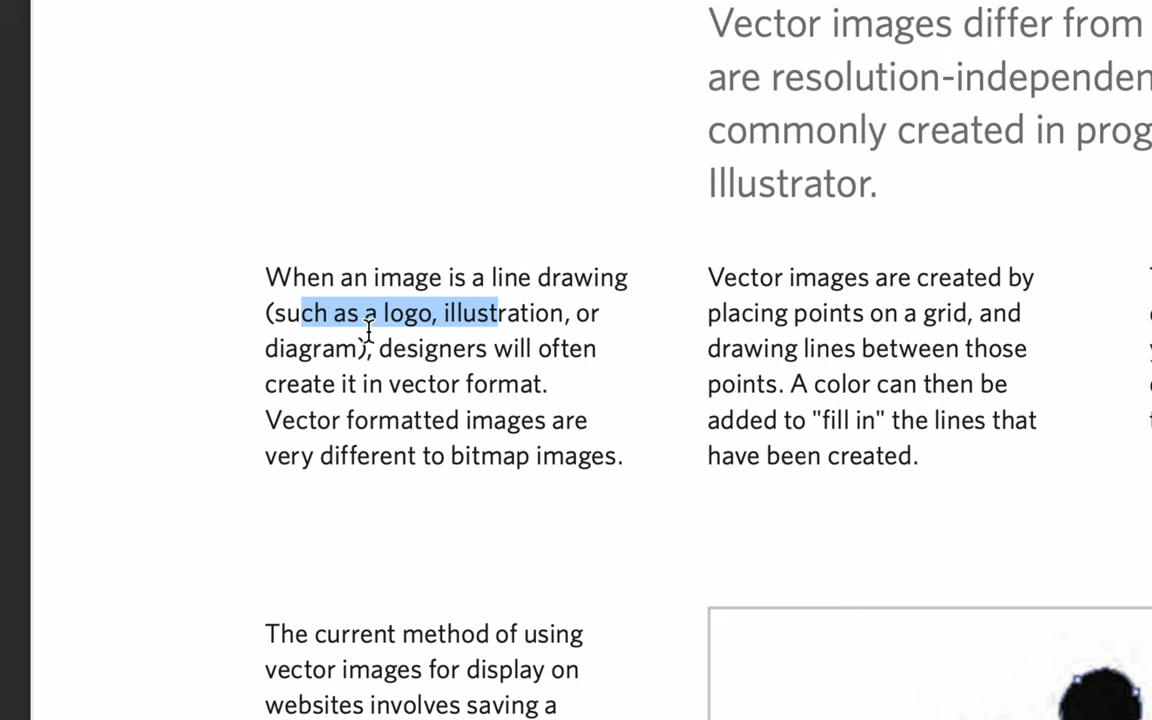 Vector images differ from
are resolution-independen
commonly created in prog
Illustrator.
When an image is a line drawing
(such as a logo, illustration, or
diagram), designers will often
create it in vector format.
Vector formatted images are
very different to bitmap images.
Vector images are created by
placing points on a grid, and
drawing lines between those
points. A color can then be
added to "fill in" the lines that
have been created.
The current method of using
vector images for display on
websites involves saving a